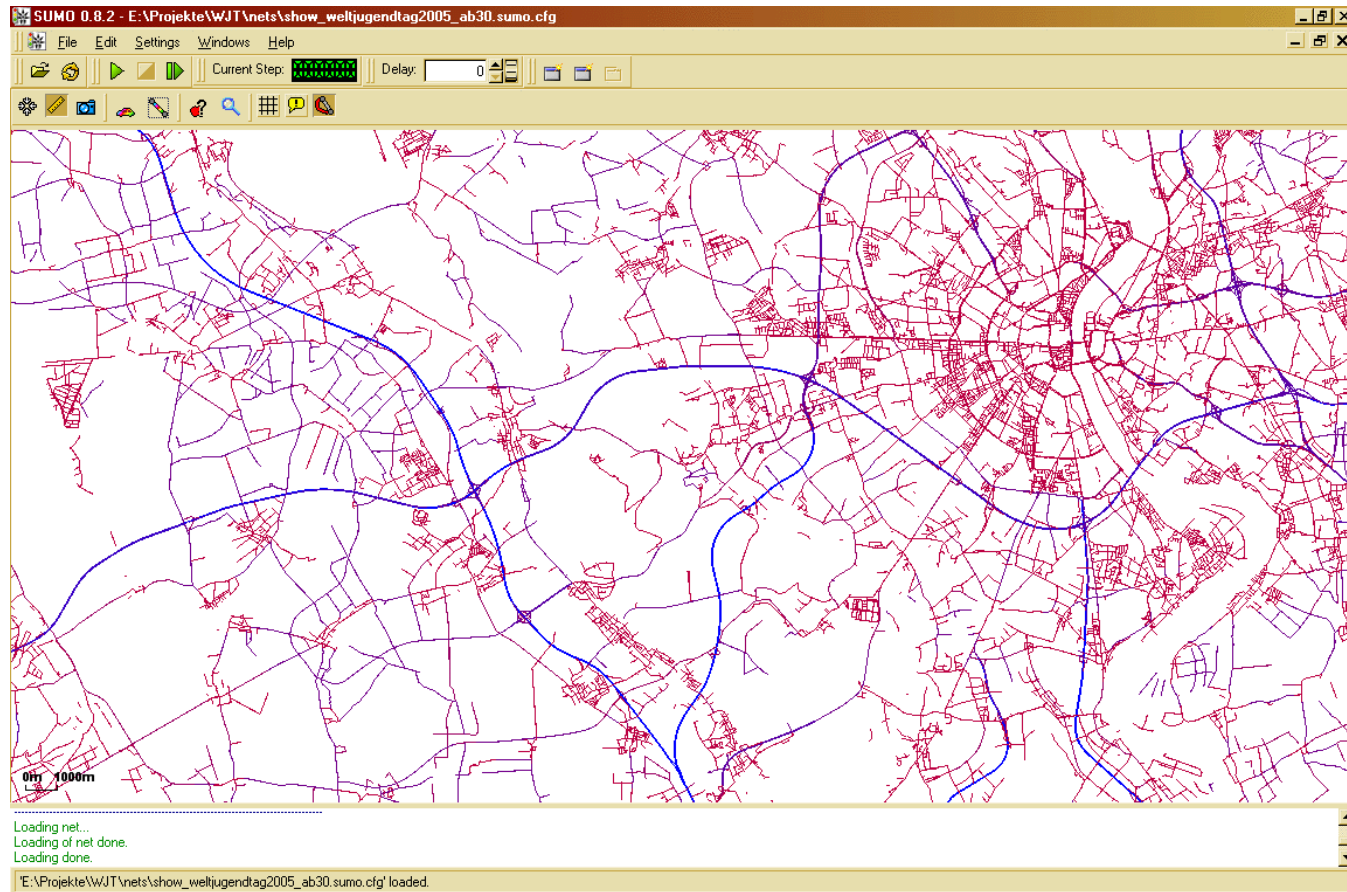 SUMO 0.8.2 - E:\Projekte\WJT\nets\show_weltjugendtag2005_ab30.sumo.cfg
File Edit Settings Windows Help
Current Step: Delay: 0
0m 1000m
Loading net...
Loading of net done.
Loading done.
'E:\Projekte\WJT\nets\show_weltjugendtag2005_ab30.sumo.cfg' loaded.